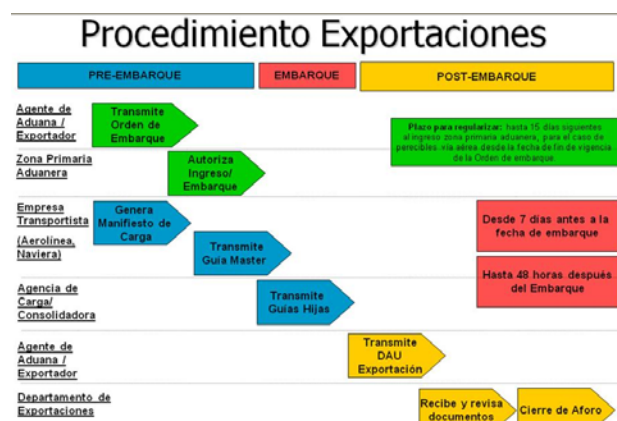 Procedimiento Exportaciones
PRE-EMBARQUE
EMBARQUE
POST-EMBARQUE
Agente de
Aduana /
Exportador
Transmite
Orden de
Embarque
Plazo para regularizar: hasta 15 días siguientes
al ingreso zona primaria aduanera, para el caso de
perecibles vía aérea desde la fecha de fin de vigencia
de la Orden de embarque.
Zona Primaria
Aduanera
Autoriza
Ingreso/
Embarque
Empresa
Transportista
(Aerolínea,
Naviera)
Genera
Manifiesto de
Carga
Transmite
Guía Master
Desde 7 días antes a la
fecha de embarque
Hasta 48 horas después
del Embarque
Agencia de
Carga/
Consolidadora
Transmite
Guías Hijas
Agente de
Aduana /
Exportador
Transmite
DAU
Exportación
Departamento de
Exportaciones
Recibe y revisa
documentos
Cierre de Aforo